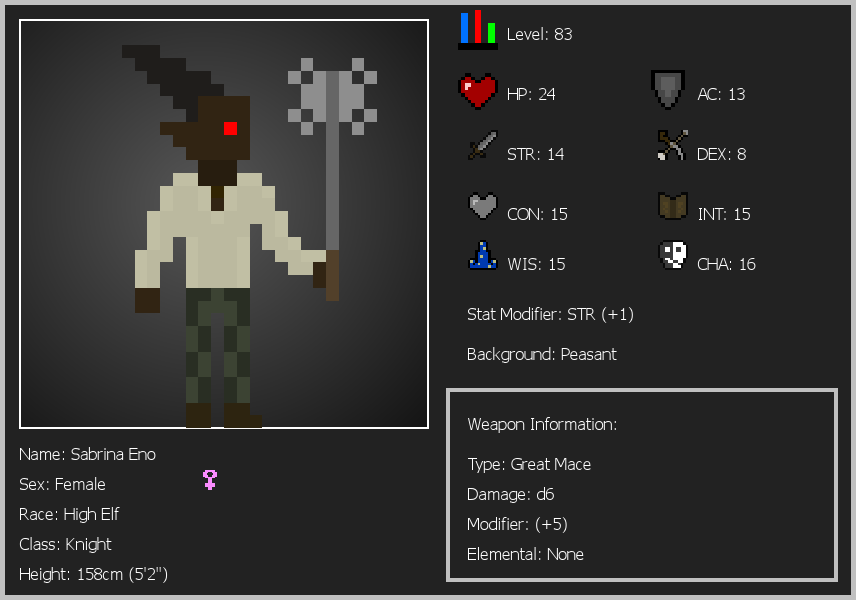 Level: 83
HP: 24
AC: 13
STR: 14
DEX: 8
CON: 15
INT: 15
WIS: 15
CHA: 16
Stat Modifier: STR (+1)
Background: Peasant
Weapon Information:
Type: Great Mace
Damage: d6
Modifier: (+5)
Elemental: None
Name: Sabrina Eno
Sex: Female
Race: High Elf
Class: Knight
Height: 158cm (5'2")